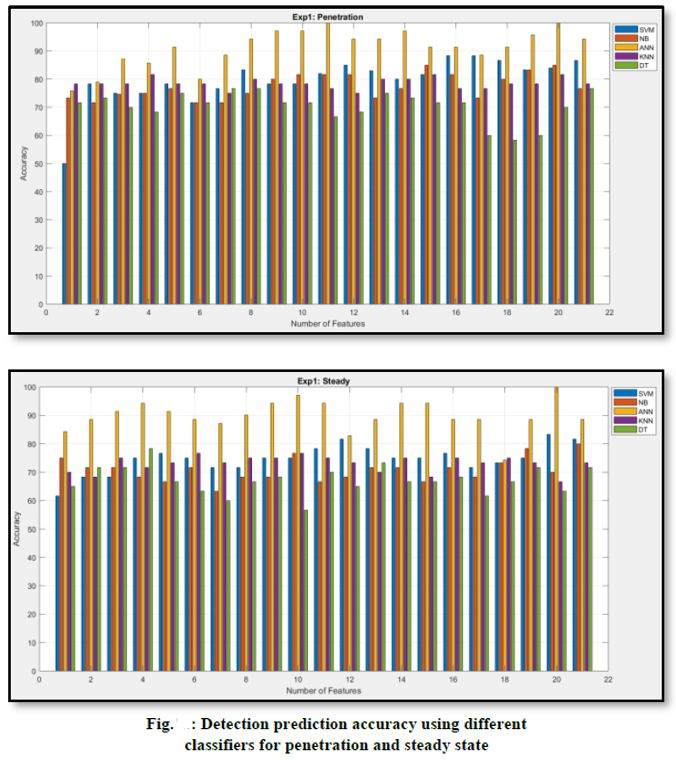 Exp1: Penetration
100
90
80
70
60
50
40
30
20
10
0
Accuracy
0 2 4 6 8 10 12 14 16 18 20 22
Number of Features
SVM
NB
ANN
KNN
DT
Exp1: Steady
100
90
80
70
60
50
40
30
20
10
0
Accuracy
0 2 4 6 8 10 12 14 16 18 20 22
Number of Features
SVM
NB
ANN
KNN
DT
Fig. : Detection prediction accuracy using different
classifiers for penetration and steady state